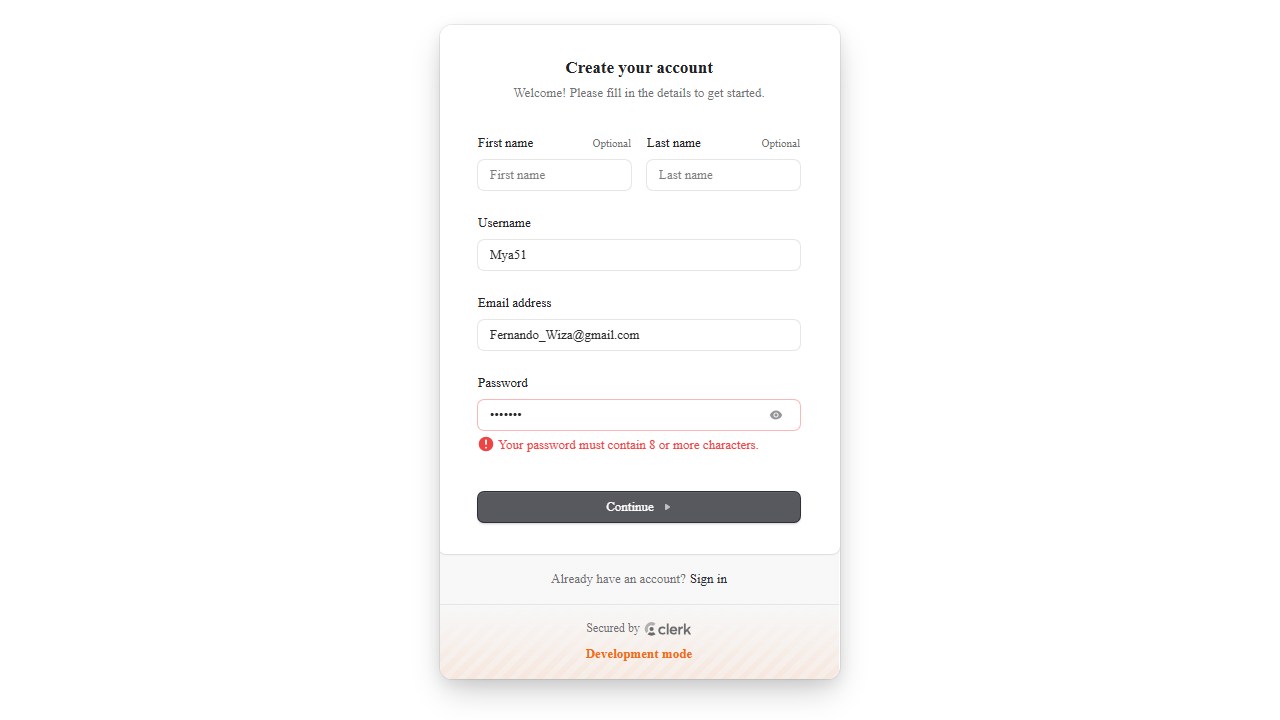 Create your account
Welcome! Please fill in the details to get started.
First name Optional Last name Optional
First name Last name
Username
Mya51
Email address
Fernando_Wiza@gmail.com
Password
•••••••
Your password must contain 8 or more characters.
Continue
Already have an account? Sign in
Secured by clerk
Development mode